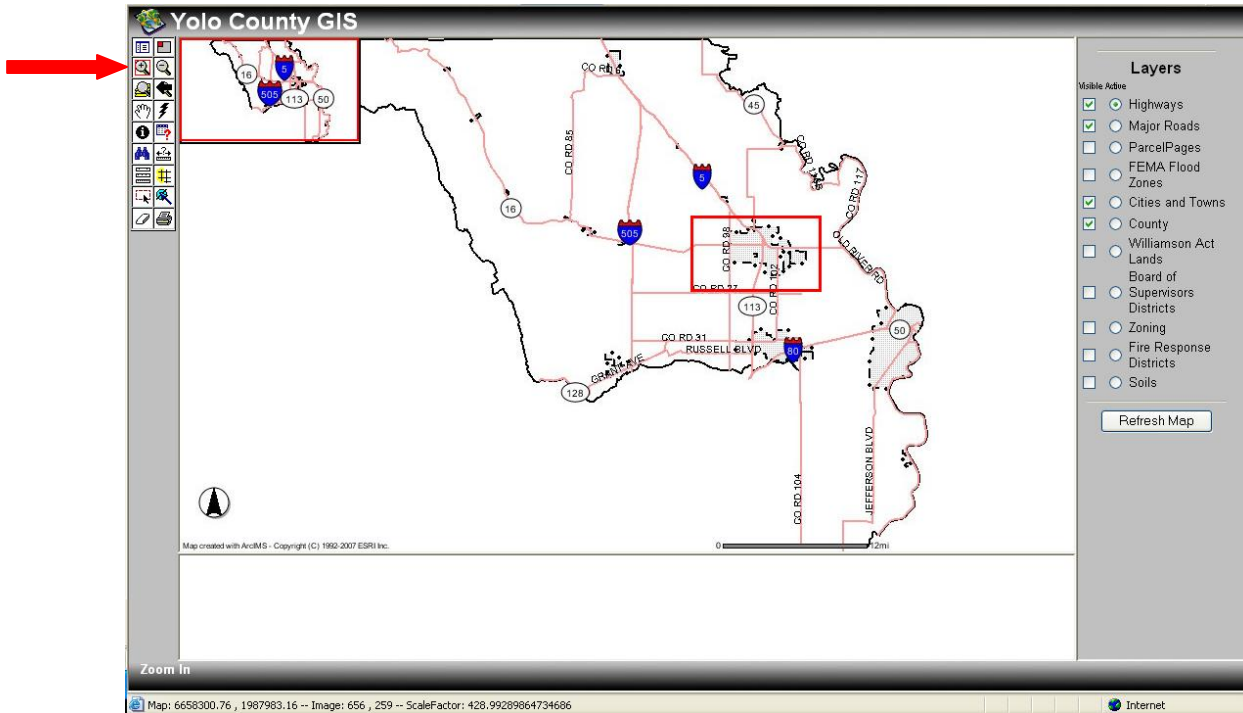 Yolo County GIS
16
5
505
113
50
CO RD 6
45
CO RD 85
5
CO RD 117
16
505
CO RD 98
OLD RIVER RD
CO RD 102
CO RD 27
113
50
CO RD 31
RUSSELL BLVD
80
GRANT AVE
128
CO RD 104
JEFFERSON BLVD
Map created with ArcIMS - Copyright (C) 1992-2007 ESRI Inc.
0 12mi
Layers
Visible Active
Highways
Major Roads
ParcelPages
FEMA Flood
Zones
Cities and Towns
County
Williamson Act
Lands
Board of
Supervisors
Districts
Zoning
Fire Response
Districts
Soils
Refresh Map
Zoom In
Map: 6658300.76 , 1987983.16 -- Image: 656 , 259 -- ScaleFactor: 428.99289864734686
Internet